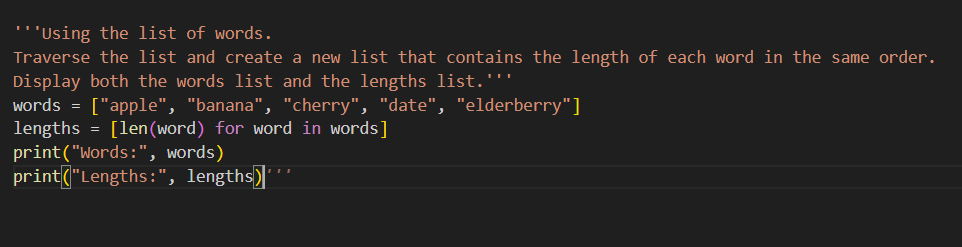 '''Using the list of words.
Traverse the list and create a new list that contains the length of each word in the same order.
Display both the words list and the lengths list.'''
words = ["apple", "banana", "cherry", "date", "elderberry"]
lengths = [len(word) for word in words]
print("Words:", words)
print("Lengths:", lengths)'''